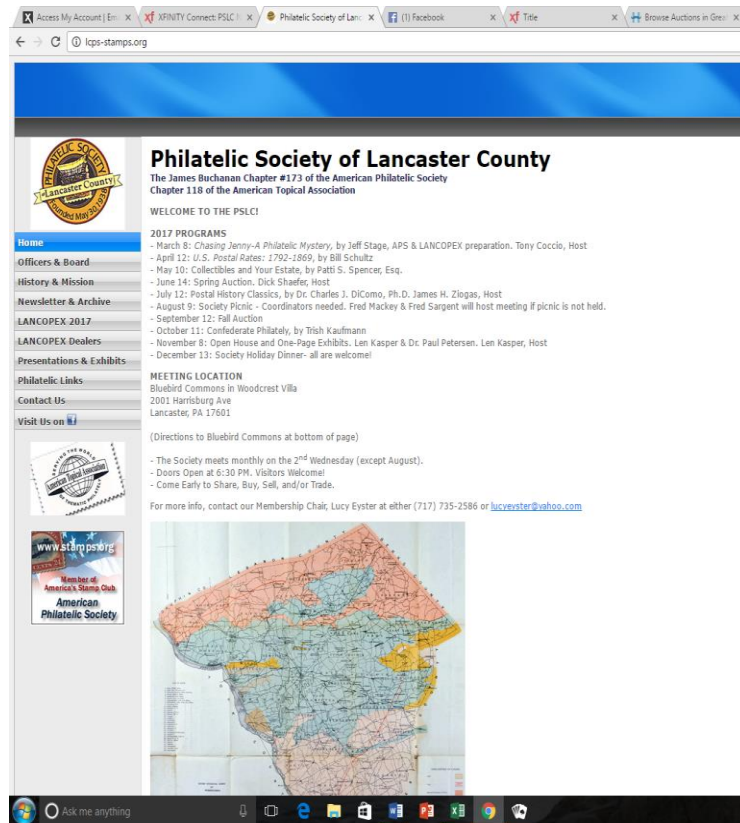 Access My Account | Em
XFINITY Connect: PSLC
Philatelic Society of Lanc
(1) Facebook
Title
Browse Auctions in Grea
lcps-stamps.org
PHILATELIC SOCIETY
of
Lancaster County
Founded May 30 1938
Philatelic Society of Lancaster County
The James Buchanan Chapter #173 of the American Philatelic Society
Chapter 118 of the American Topical Association
WELCOME TO THE PSLC!
2017 PROGRAMS
- March 8: Chasing Jenny-A Philatelic Mystery, by Jeff Stage, APS & LANCOPEX preparation. Tony Coccio, Host
- April 12: U.S. Postal Rates: 1792-1869, by Bill Schultz
- May 10: Collectibles and Your Estate, by Patti S. Spencer, Esq.
- June 14: Spring Auction. Dick Shaefer, Host
- July 12: Postal History Classics, by Dr. Charles J. DiComo, Ph.D. James H. Ziogas, Host
- August 9: Society Picnic - Coordinators needed. Fred Mackey & Fred Sargent will host meeting if picnic is not held.
- September 12: Fall Auction
- October 11: Confederate Philately, by Trish Kaufmann
- November 8: Open House and One-Page Exhibits. Len Kasper & Dr. Paul Petersen. Len Kasper, Host
- December 13: Society Holiday Dinner- all are welcome!
MEETING LOCATION
Bluebird Commons in Woodcrest Villa
2001 Harrisburg Ave
Lancaster, PA 17601
(Directions to Bluebird Commons at bottom of page)
- The Society meets monthly on the 2nd Wednesday (except August).
- Doors Open at 6:30 PM. Visitors Welcome!
- Come Early to Share, Buy, Sell, and/or Trade.
For more info, contact our Membership Chair, Lucy Eyster at either (717) 735-2586 or lucyeyster@yahoo.com
Home
Officers & Board
History & Mission
Newsletter & Archive
LANCOPEX 2017
LANCOPEX Dealers
Presentations & Exhibits
Philatelic Links
Contact Us
Visit Us on
SERVING THE WORLD
American Topical Association
OF THEMATIC PHILATELY
www.stamps.org
Member of
America's Stamp Club
American
Philatelic Society
Ask me anything